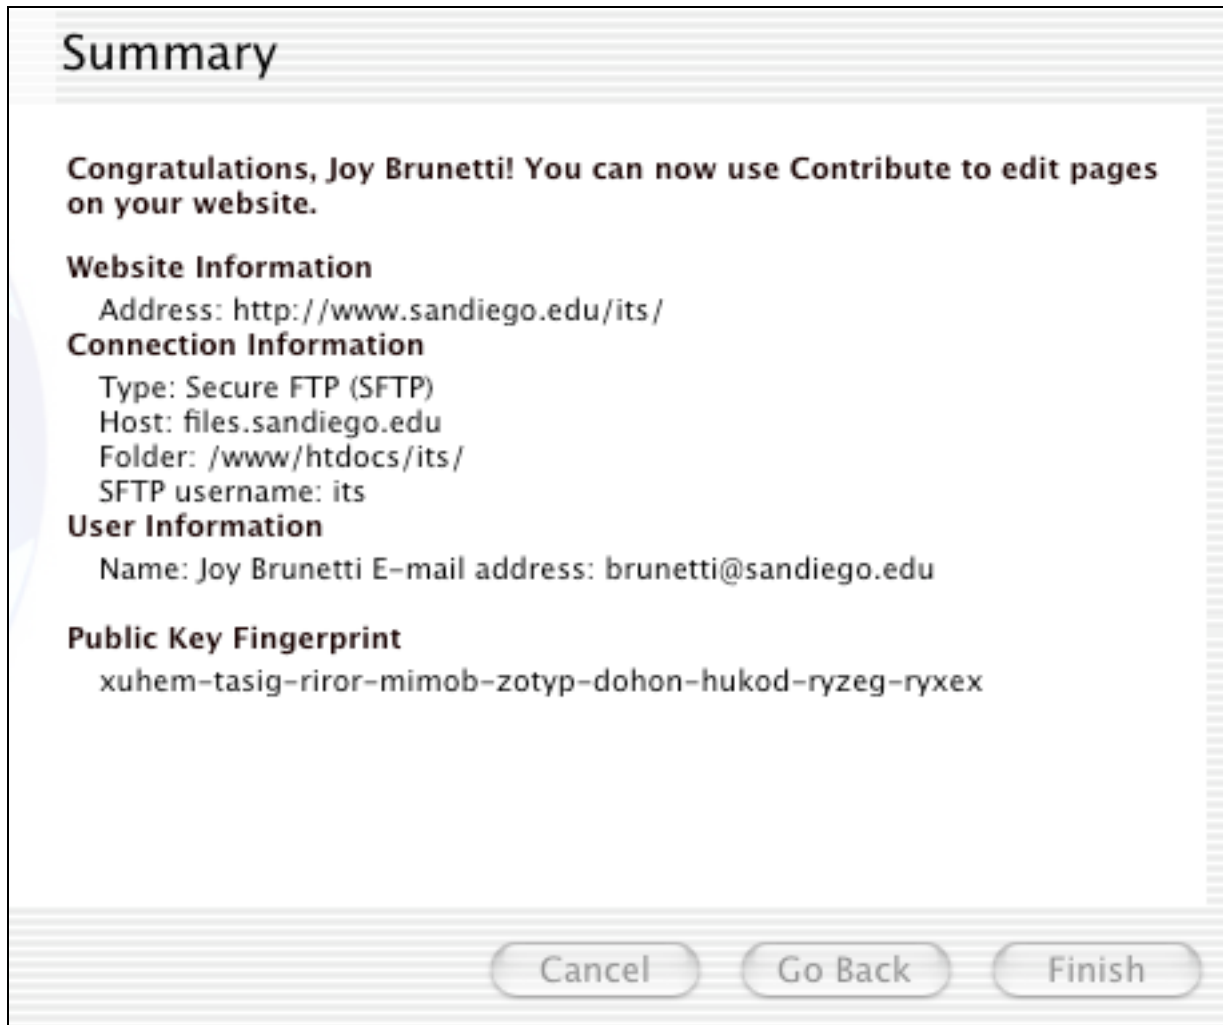 Summary
Congratulations, Joy Brunetti! You can now use Contribute to edit pages
on your website.
Website Information
Address: http://www.sandiego.edu/its/
Connection Information
Type: Secure FTP (SFTP)
Host: files.sandiego.edu
Folder: /www/htdocs/its/
SFTP username: its
User Information
Name: Joy Brunetti E-mail address: brunetti@sandiego.edu
Public Key Fingerprint
xuhem-tasig-riror-mimob-zotyp-dohon-hukod-ryzeg-ryxex
Cancel Go Back Finish